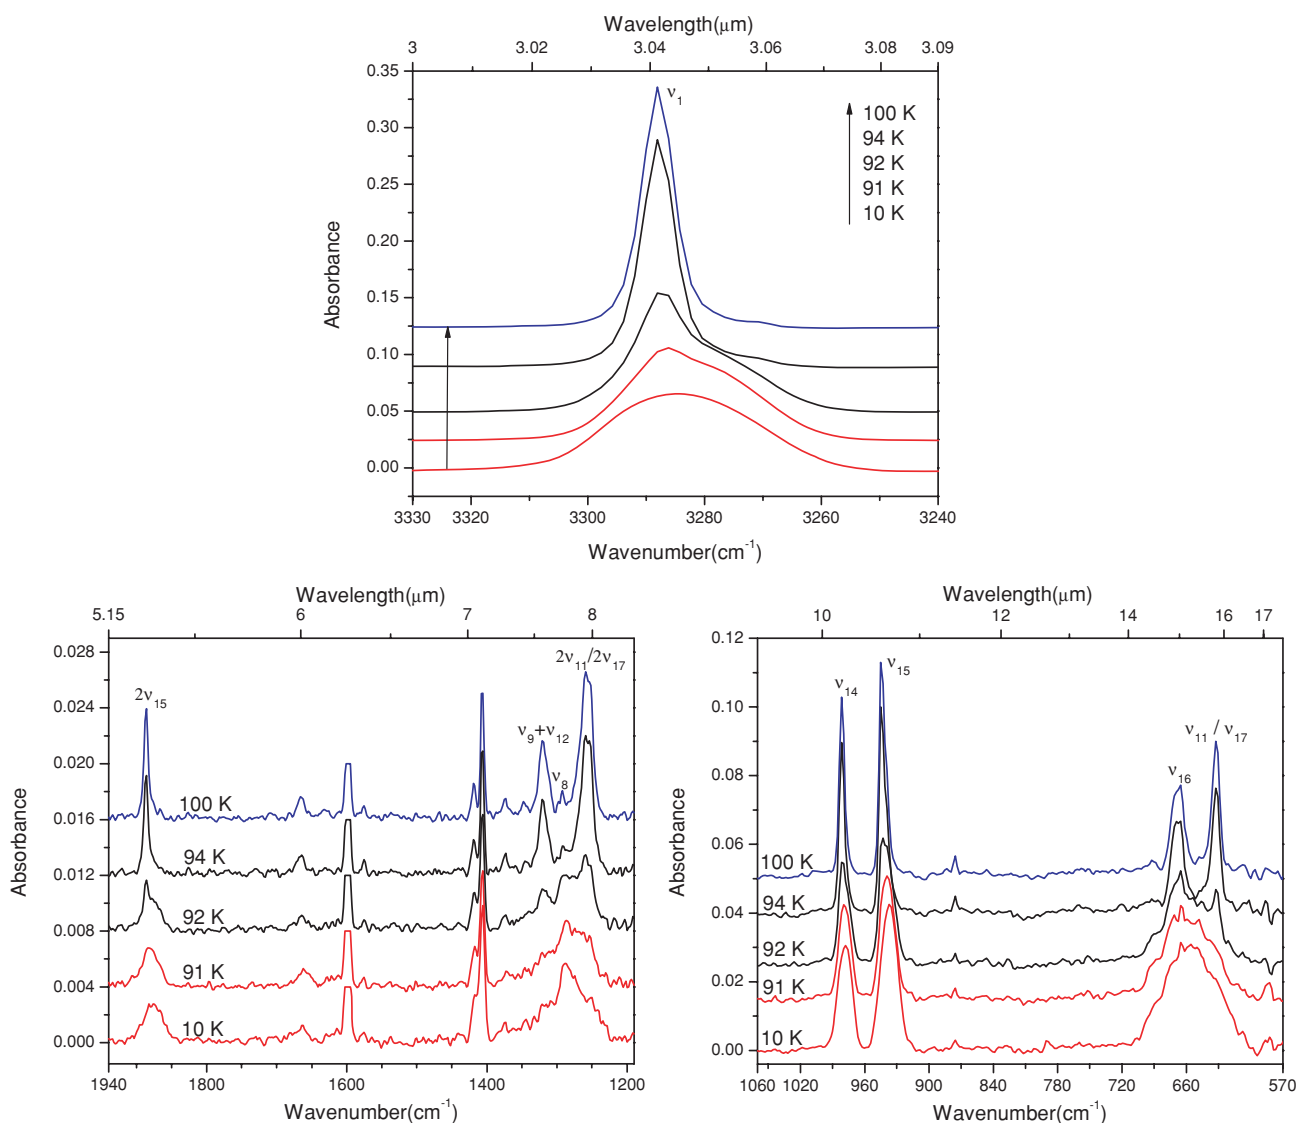 Wavelength(μm)
3 3.02 3.04 3.06 3.08 3.09
0.35
0.30
0.25
0.20
0.15
0.10
0.05
0.00
Absorbance
ν1
100 K
94 K
92 K
91 K
10 K
3330 3320 3300 3280 3260 3240
Wavenumber(cm-1)
Wavelength(μm)
5.15 6 7 8
0.028
0.024
0.020
0.016
0.012
0.008
0.004
0.000
Absorbance
2ν15
2ν11/2ν17
ν9+ν12
ν8
100 K
94 K
92 K
91 K
10 K
1940 1800 1600 1400 1200
Wavenumber(cm-1)
Wavelength(μm)
10 12 14 16 17
0.12
0.10
0.08
0.06
0.04
0.02
0.00
Absorbance
ν14
ν15
ν11 / ν17
ν16
100 K
94 K
92 K
91 K
10 K
1060 1020 960 900 840 780 720 660 570
Wavenumber(cm-1)